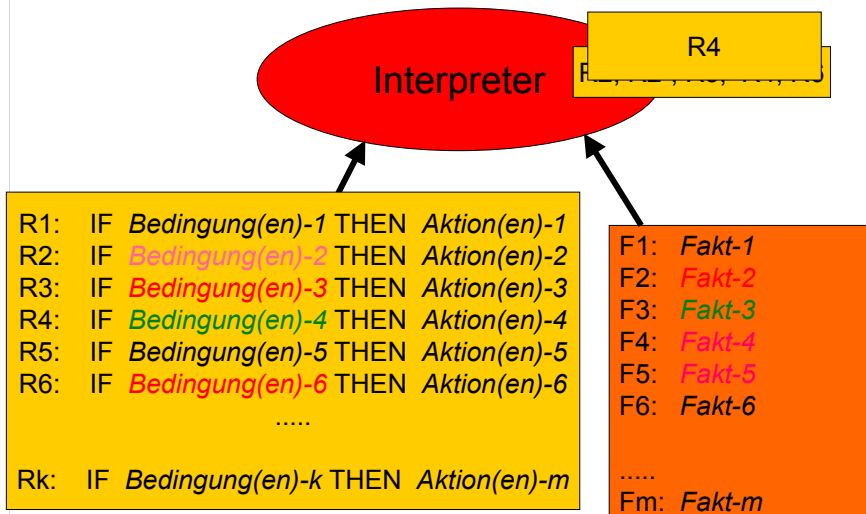 R4
Interpreter
R1: IF Bedingung(en)-1 THEN Aktion(en)-1
R2: IF Bedingung(en)-2 THEN Aktion(en)-2
R3: IF Bedingung(en)-3 THEN Aktion(en)-3
R4: IF Bedingung(en)-4 THEN Aktion(en)-4
R5: IF Bedingung(en)-5 THEN Aktion(en)-5
R6: IF Bedingung(en)-6 THEN Aktion(en)-6
.....
Rk: IF Bedingung(en)-k THEN Aktion(en)-m
F1: Fakt-1
F2: Fakt-2
F3: Fakt-3
F4: Fakt-4
F5: Fakt-5
F6: Fakt-6
.....
Fm: Fakt-m